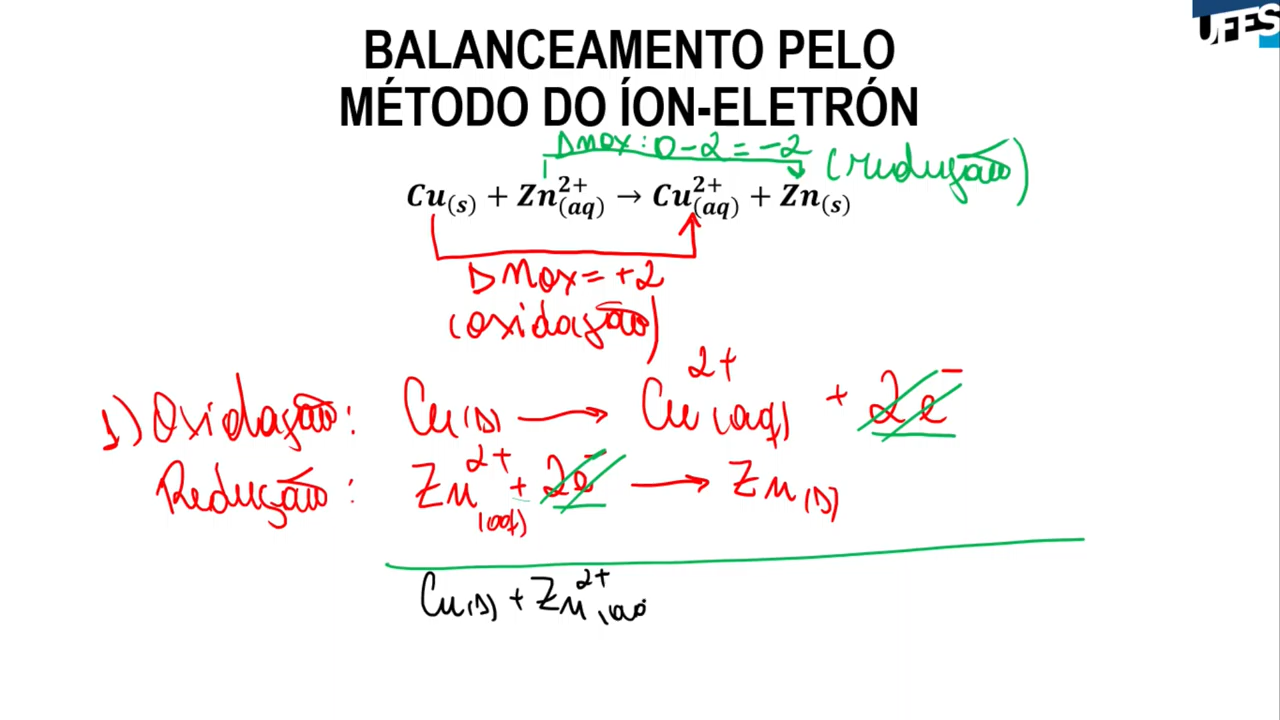 UFES
BALANCEAMENTO PELO
MÉTODO DO ÍON-ELETRÓN
Δnox: 0-2 = -2 (redução)
Cu(s) + Zn²⁺(aq) → Cu²⁺(aq) + Zn(s)
Δnox = +2
(oxidação)
1) Oxidação: Cu(s) → Cu²⁺(aq) + 2e⁻
Redução: Zn²⁺(aq) + 2e⁻ → Zn(s)
Cu(s) + Zn²⁺(aq